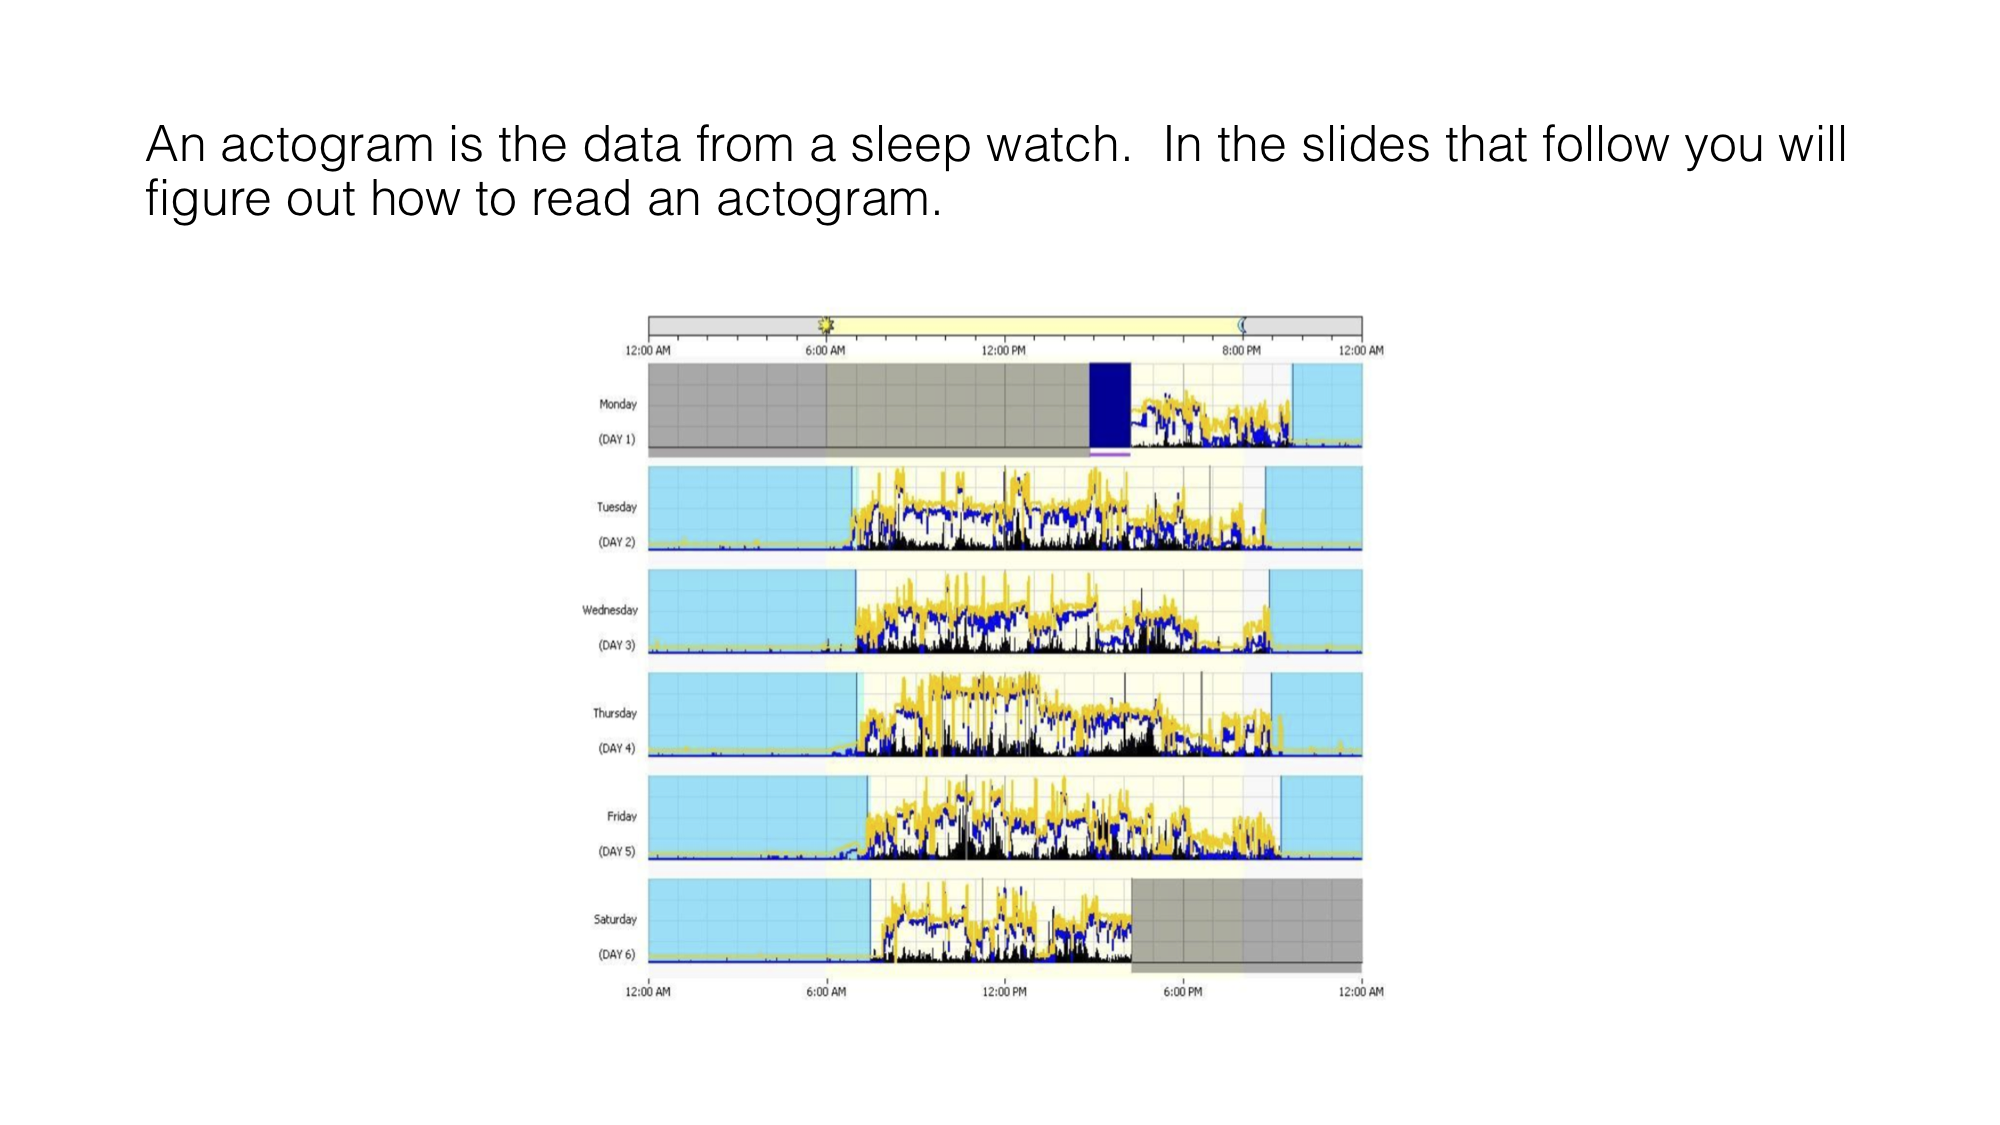 An actogram is the data from a sleep watch.  In the slides that follow you will
figure out how to read an actogram.
12:00 AM 6:00 AM 12:00 PM 8:00 PM 12:00 AM
Monday
(DAY 1)
Tuesday
(DAY 2)
Wednesday
(DAY 3)
Thursday
(DAY 4)
Friday
(DAY 5)
Saturday
(DAY 6)
12:00 AM 6:00 AM 12:00 PM 6:00 PM 12:00 AM